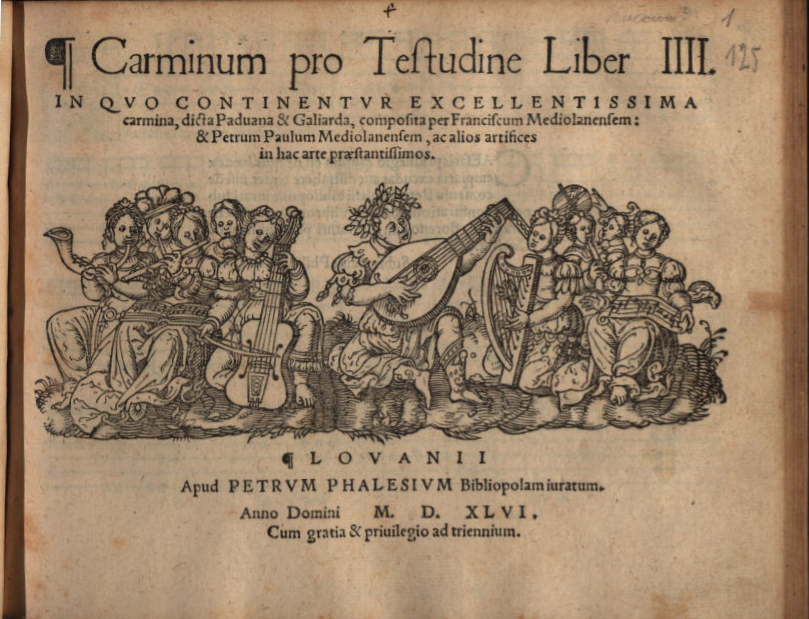 ¶ Carminum pro Testudine Liber IIII.
IN QVO CONTINENTVR EXCELLENTISSIMA
carmina, dicta Paduana & Galiarda, composita per Franciscum Mediolanensem:
& Petrum Paulum Mediolanensem, ac alios artifices
in hac arte præstantissimos.
¶ LOVANII
Apud PETRVM PHALESIVM Bibliopolam iuratum.
Anno Domini M. D. XLVI.
Cum gratia & priuilegio ad triennium.
1
125